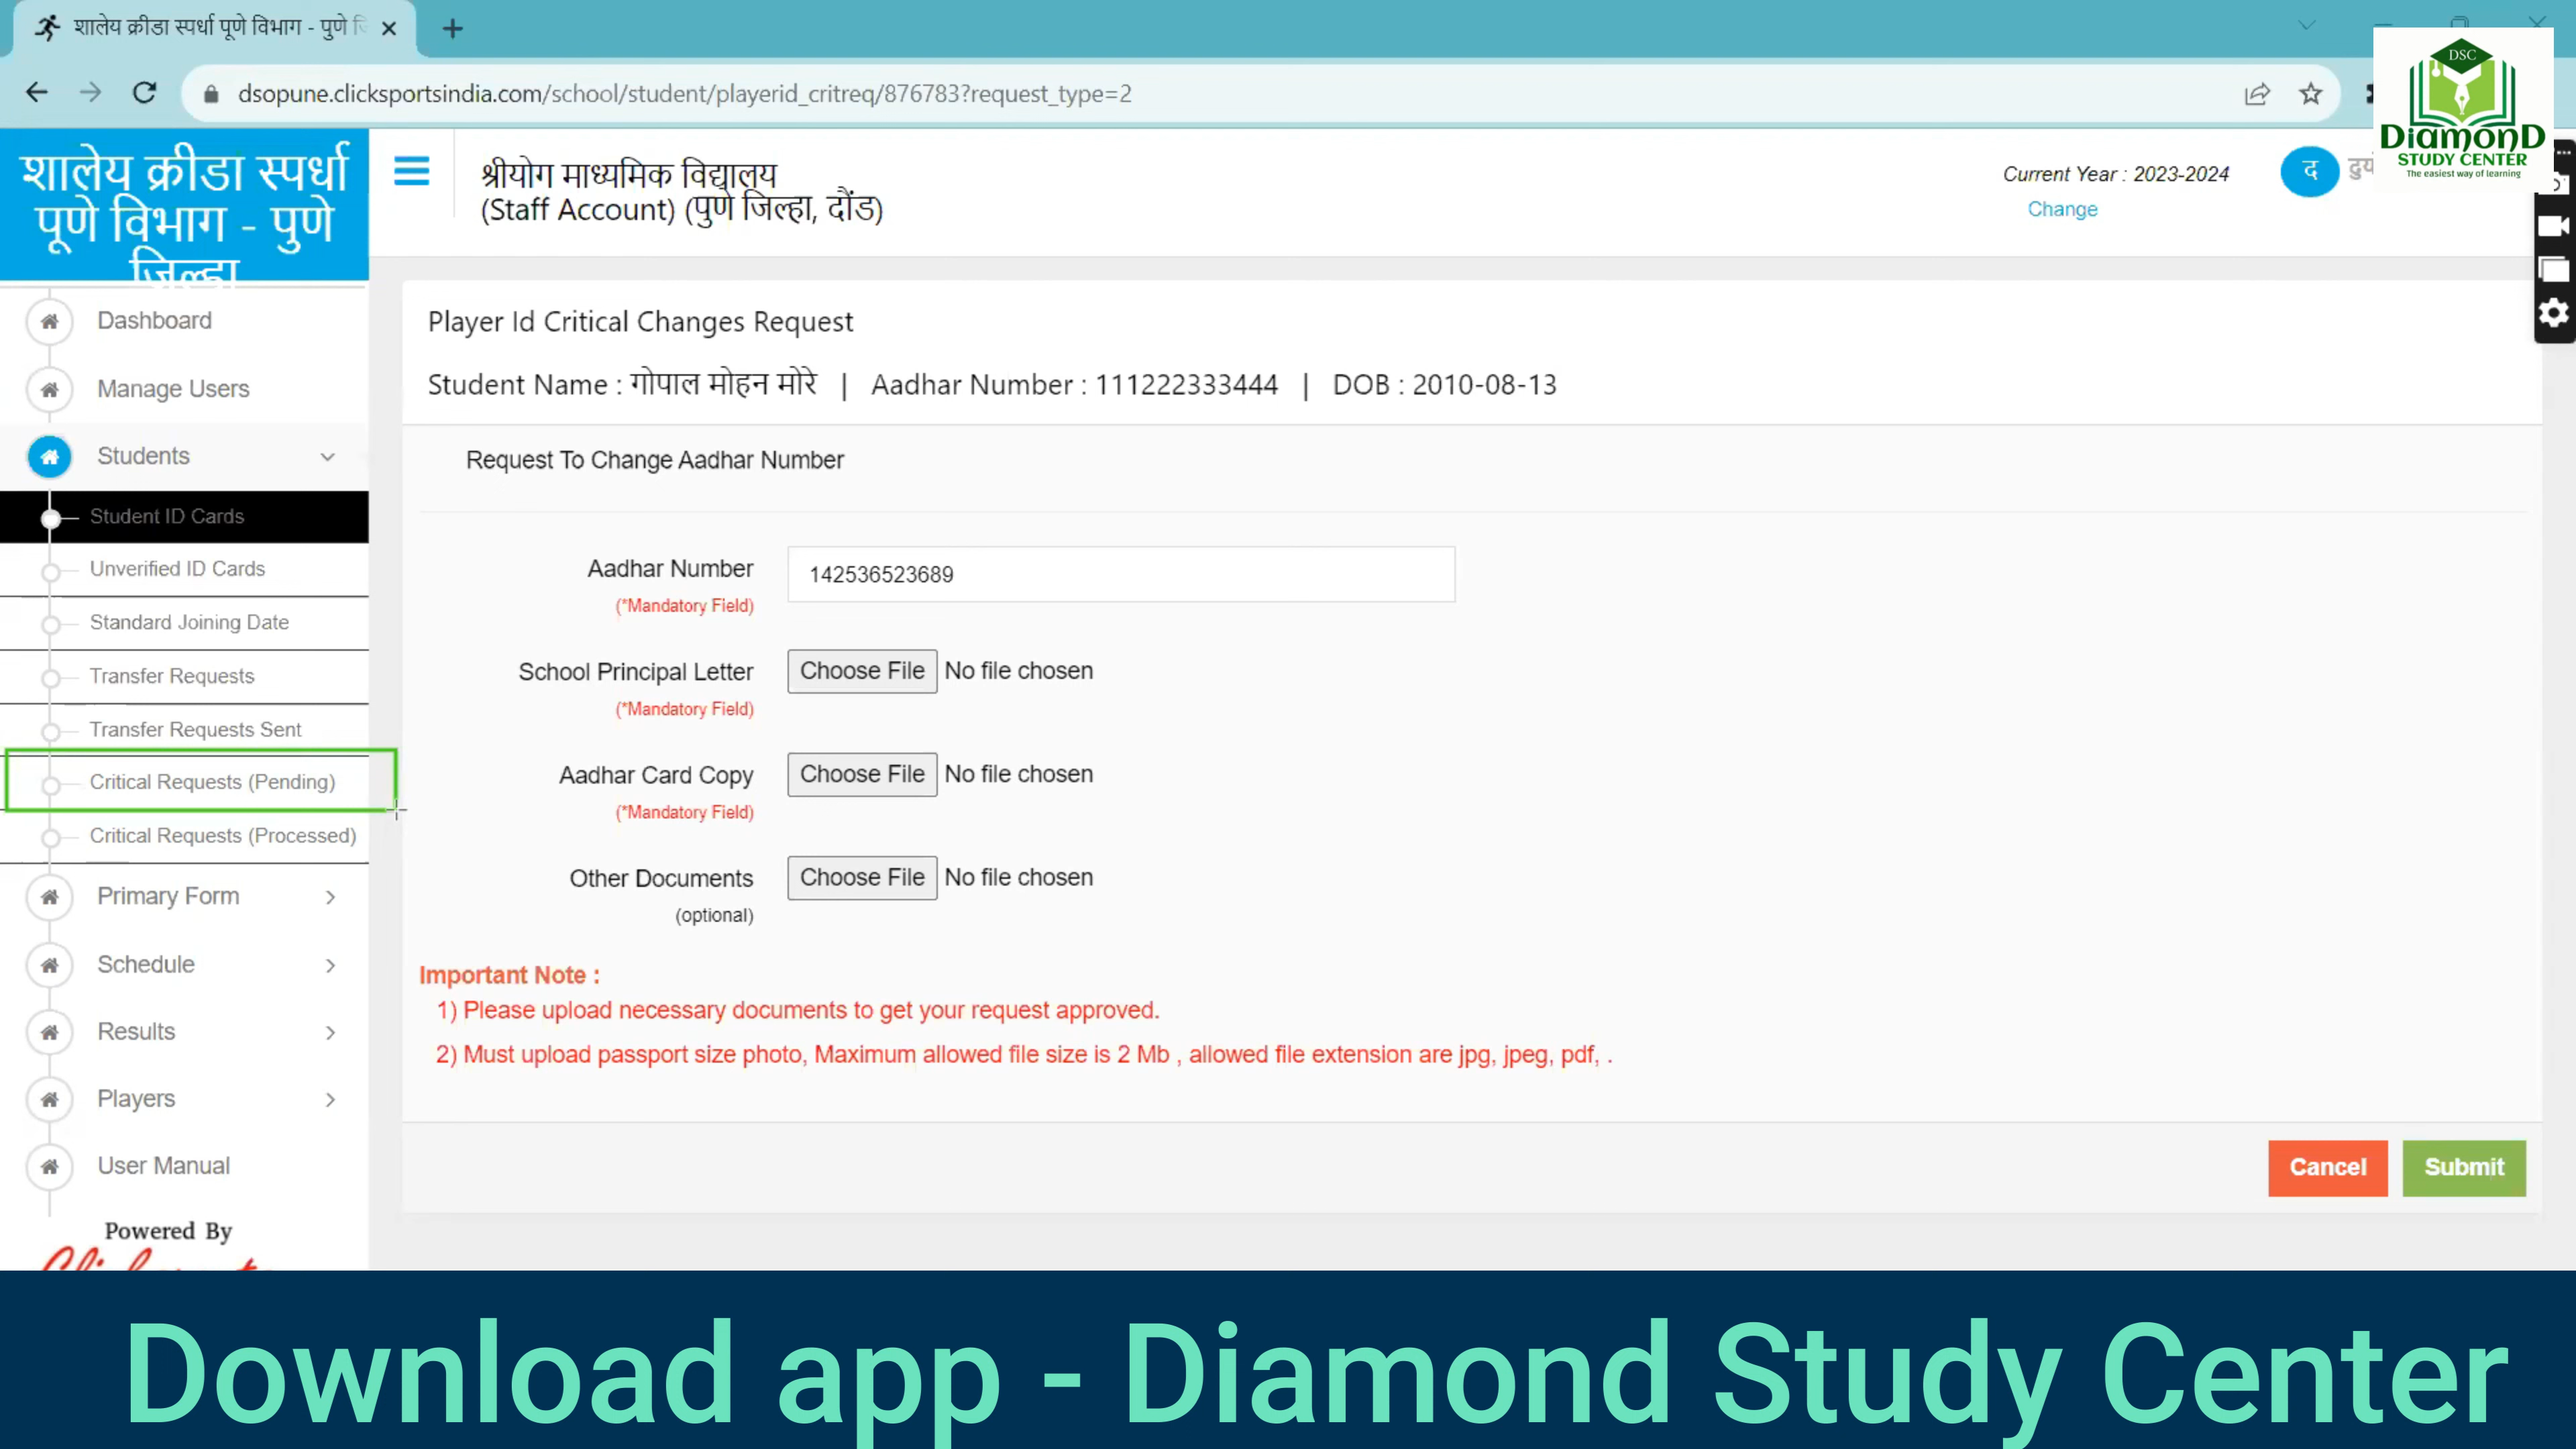 शालेय क्रीडा स्पर्धा पूणे विभाग - पुणे
dsopune.clicksportsindia.com/school/student/playerid_critreq/876783?request_type=2
DSC
DiamonD
STUDY CENTER
The easiest way of learning
शालेय क्रीडा स्पर्धा
पूणे विभाग - पुणे
जिल्हा
श्रीयोग माध्यमिक विद्यालय
(Staff Account) (पुणे जिल्हा, दौंड)
Current Year : 2023-2024
Change
द
Dashboard
Manage Users
Students
Student ID Cards
Unverified ID Cards
Standard Joining Date
Transfer Requests
Transfer Requests Sent
Critical Requests (Pending)
Critical Requests (Processed)
Primary Form
Schedule
Results
Players
User Manual
Powered By
Player Id Critical Changes Request
Student Name : गोपाल मोहन मोरे | Aadhar Number : 111222333444 | DOB : 2010-08-13
Request To Change Aadhar Number
Aadhar Number 142536523689
(*Mandatory Field)
School Principal Letter Choose File No file chosen
(*Mandatory Field)
Aadhar Card Copy Choose File No file chosen
(*Mandatory Field)
Other Documents Choose File No file chosen
(optional)
Important Note :
1) Please upload necessary documents to get your request approved.
2) Must upload passport size photo, Maximum allowed file size is 2 Mb , allowed file extension are jpg, jpeg, pdf, .
Cancel Submit
Download app - Diamond Study Center